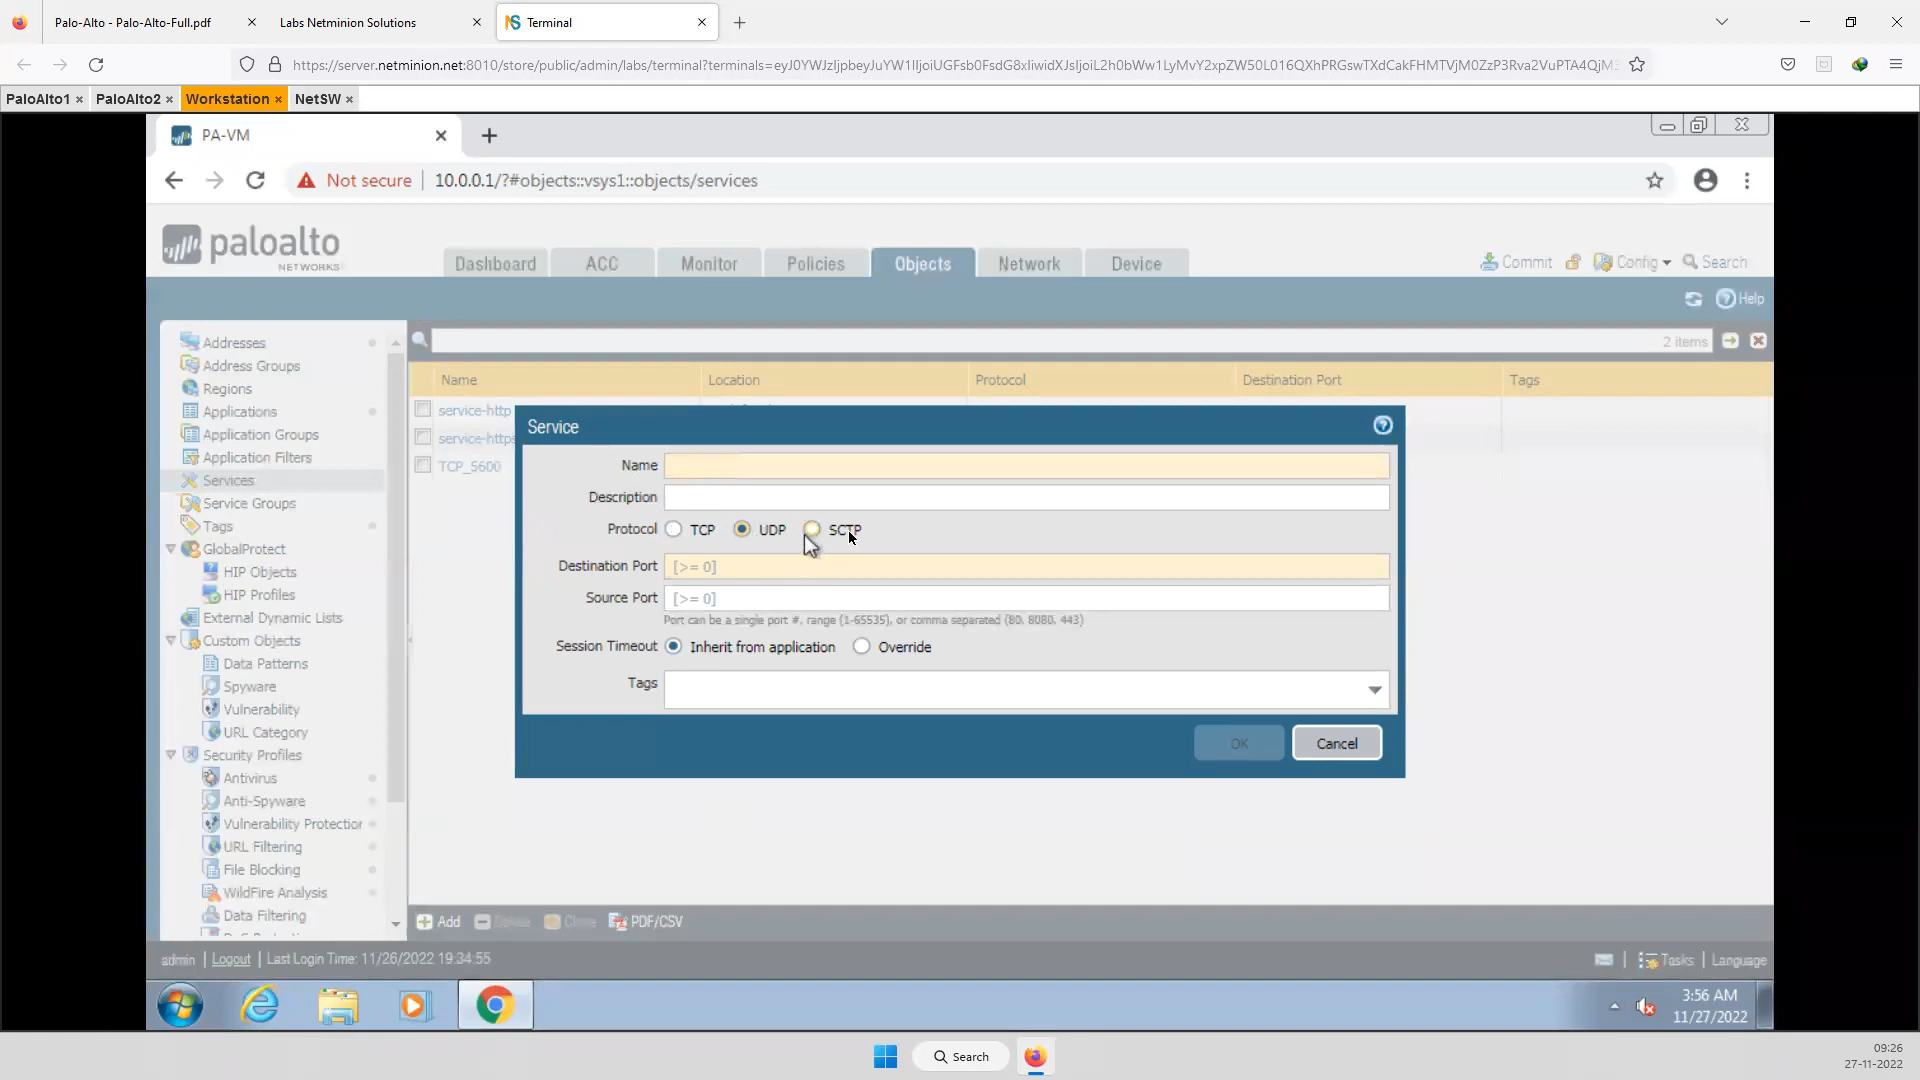 Palo-Alto - Palo-Alto-Full.pdf
Labs Netminion Solutions
Terminal
https://server.netminion.net:8010/store/public/admin/labs/terminal?terminals=
PaloAlto1
PaloAlto2
Workstation
NetSW
PA-VM
Not secure
10.0.0.1/?#objects::vsys1::objects/services
paloalto
NETWORKS
Dashboard
ACC
Monitor
Policies
Objects
Network
Device
Commit
Config
Search
Help
Addresses
Address Groups
Regions
Applications
Application Groups
Application Filters
Services
Service Groups
Tags
GlobalProtect
HIP Objects
HIP Profiles
External Dynamic Lists
Custom Objects
Data Patterns
Spyware
Vulnerability
URL Category
Security Profiles
Antivirus
Anti-Spyware
Vulnerability Protection
URL Filtering
File Blocking
WildFire Analysis
Data Filtering
2 items
Name
Location
Protocol
Destination Port
Tags
service-http
service-https
TCP_5600
Service
Name
Description
Protocol TCP UDP SCTP
Destination Port [>= 0]
Source Port [>= 0]
Port can be a single port #, range (1-65535), or comma separated (80, 8080, 443)
Session Timeout Inherit from application Override
Tags
OK
Cancel
Add
Delete
Clone
PDF/CSV
admin | Logout | Last Login Time: 11/26/2022 19:34:55
Tasks | Language
3:56 AM
11/27/2022
Search
09:26
27-11-2022